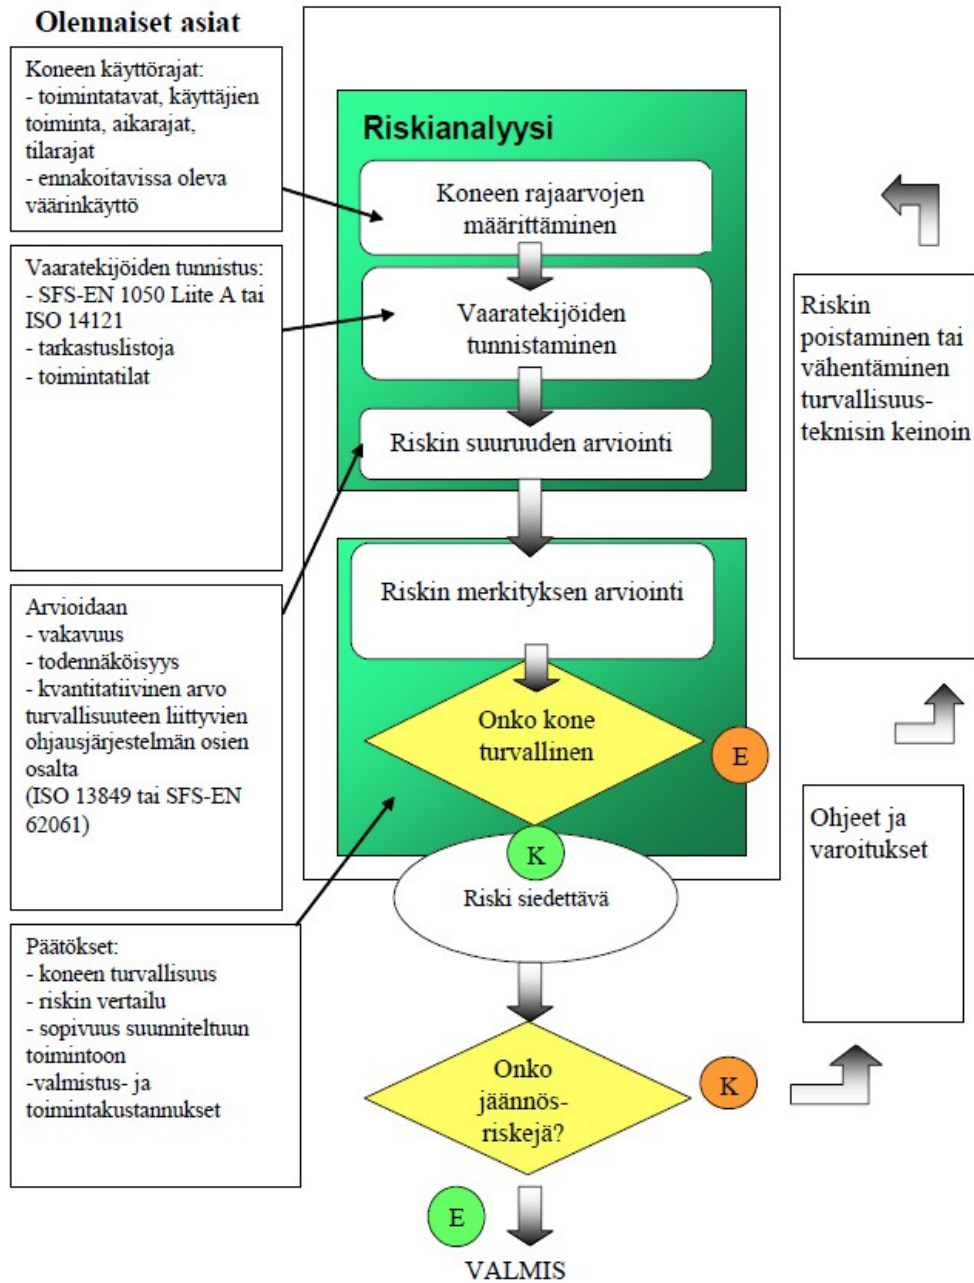 Olennaiset asiat
Koneen käyttörajat:
- toimintatavat, käyttäjien
toiminta, aikarajat,
tilarajat
- ennakoitavissa oleva
väärinkäyttö
Vaaratekijöiden tunnistus:
- SFS-EN 1050 Liite A tai
ISO 14121
- tarkastuslistoja
- toimintatilat
Arvioidaan
- vakavuus
- todennäköisyys
- kvantitatiivinen arvo
turvallisuuteen liittyvien
ohjausjärjestelmän osien
osalta
(ISO 13849 tai SFS-EN
62061)
Päätökset:
- koneen turvallisuus
- riskin vertailu
- sopivuus suunniteltuun
toimintoon
-valmistus- ja
toimintakustannukset
Riskianalyysi
Koneen rajaarvojen
määrittäminen
Vaaratekijöiden
tunnistaminen
Riskin suuruuden arviointi
Riskin merkityksen arviointi
Onko kone
turvallinen
E
K
Riski siedettävä
Onko
jäännös-
riskejä?
K
E
VALMIS
Riskin
poistaminen tai
vähentäminen
turvallisuus-
teknisin keinoin
Ohjeet ja
varoitukset